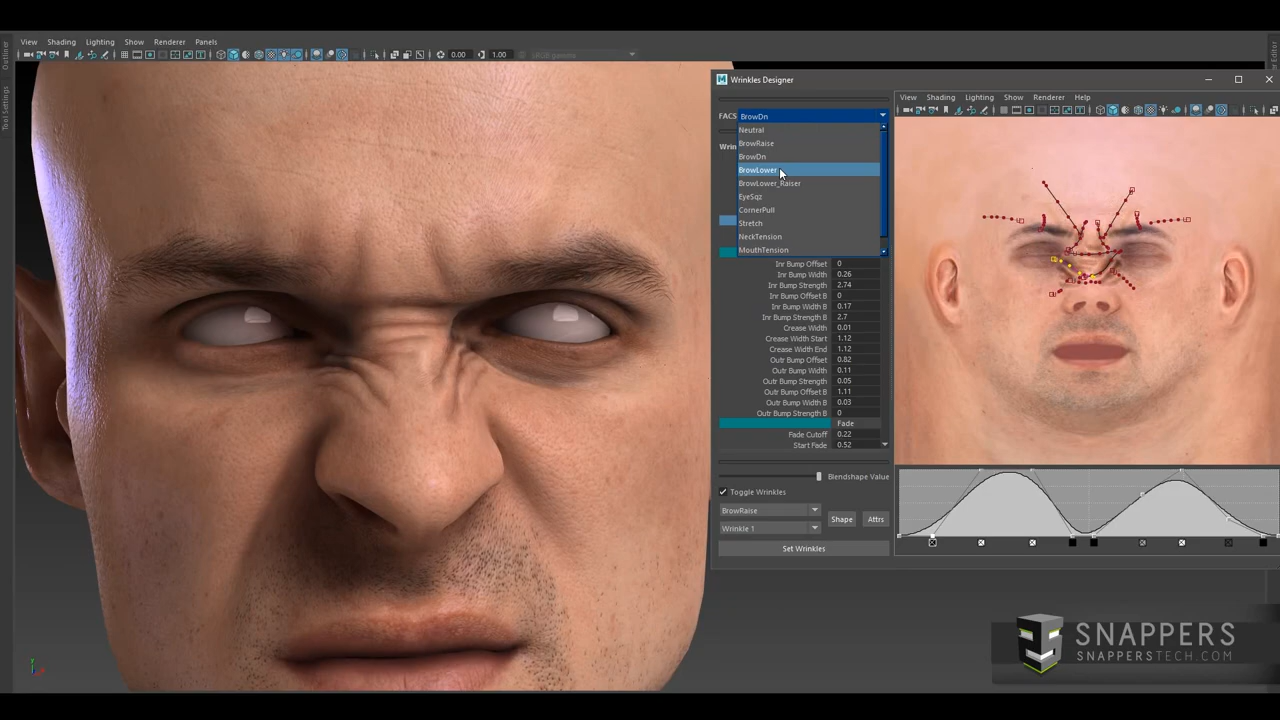 View Shading Lighting Show Renderer Panels
0.00 1.00
Outliner
Tool Settings
Wrinkles Designer
View Shading Lighting Show Renderer Help
FACS BrowDn
Neutral
BrowRaise
BrowDn
BrowLower
BrowLower_Raiser
EyeSqz
CornerPull
Stretch
NeckTension
MouthTension
Inr Bump Offset 0
Inr Bump Width 0.26
Inr Bump Strength 2.74
Inr Bump Offset B 0
Inr Bump Width B 0.17
Inr Bump Strength B 2.7
Crease Width 0.01
Crease Width Start 1.12
Crease Width End 1.12
Outr Bump Offset 0.82
Outr Bump Width 0.11
Outr Bump Strength 0.05
Outr Bump Offset B 1.11
Outr Bump Width B 0.03
Outr Bump Strength B 0
Fade
Fade Cutoff 0.22
Start Fade 0.52
Blendshape Value
Toggle Wrinkles
BrowRaise
Wrinkle 1
Shape Attrs
Set Wrinkles
SNAPPERS
SNAPPERSTECH.COM